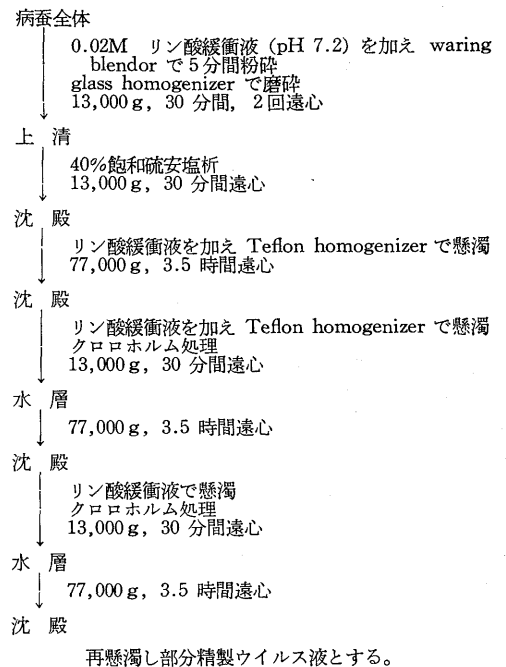 病蚕全体
0.02M リン酸緩衝液 (pH 7.2) を加え waring
blendor で5分間粉砕
glass homogenizer で磨砕
13,000 g, 30 分間, 2回遠心
上 清
40%飽和硫安塩析
13,000 g, 30 分間遠心
沈 殿
リン酸緩衝液を加え Teflon homogenizer で懸濁
77,000 g, 3.5 時間遠心
沈 殿
リン酸緩衝液を加え Teflon homogenizer で懸濁
クロロホルム処理
13,000 g, 30 分間遠心
水 層
77,000 g, 3.5 時間遠心
沈 殿
リン酸緩衝液で懸濁
クロロホルム処理
13,000 g, 30 分間遠心
水 層
77,000 g, 3.5 時間遠心
沈 殿
再懸濁し部分精製ウイルス液とする。